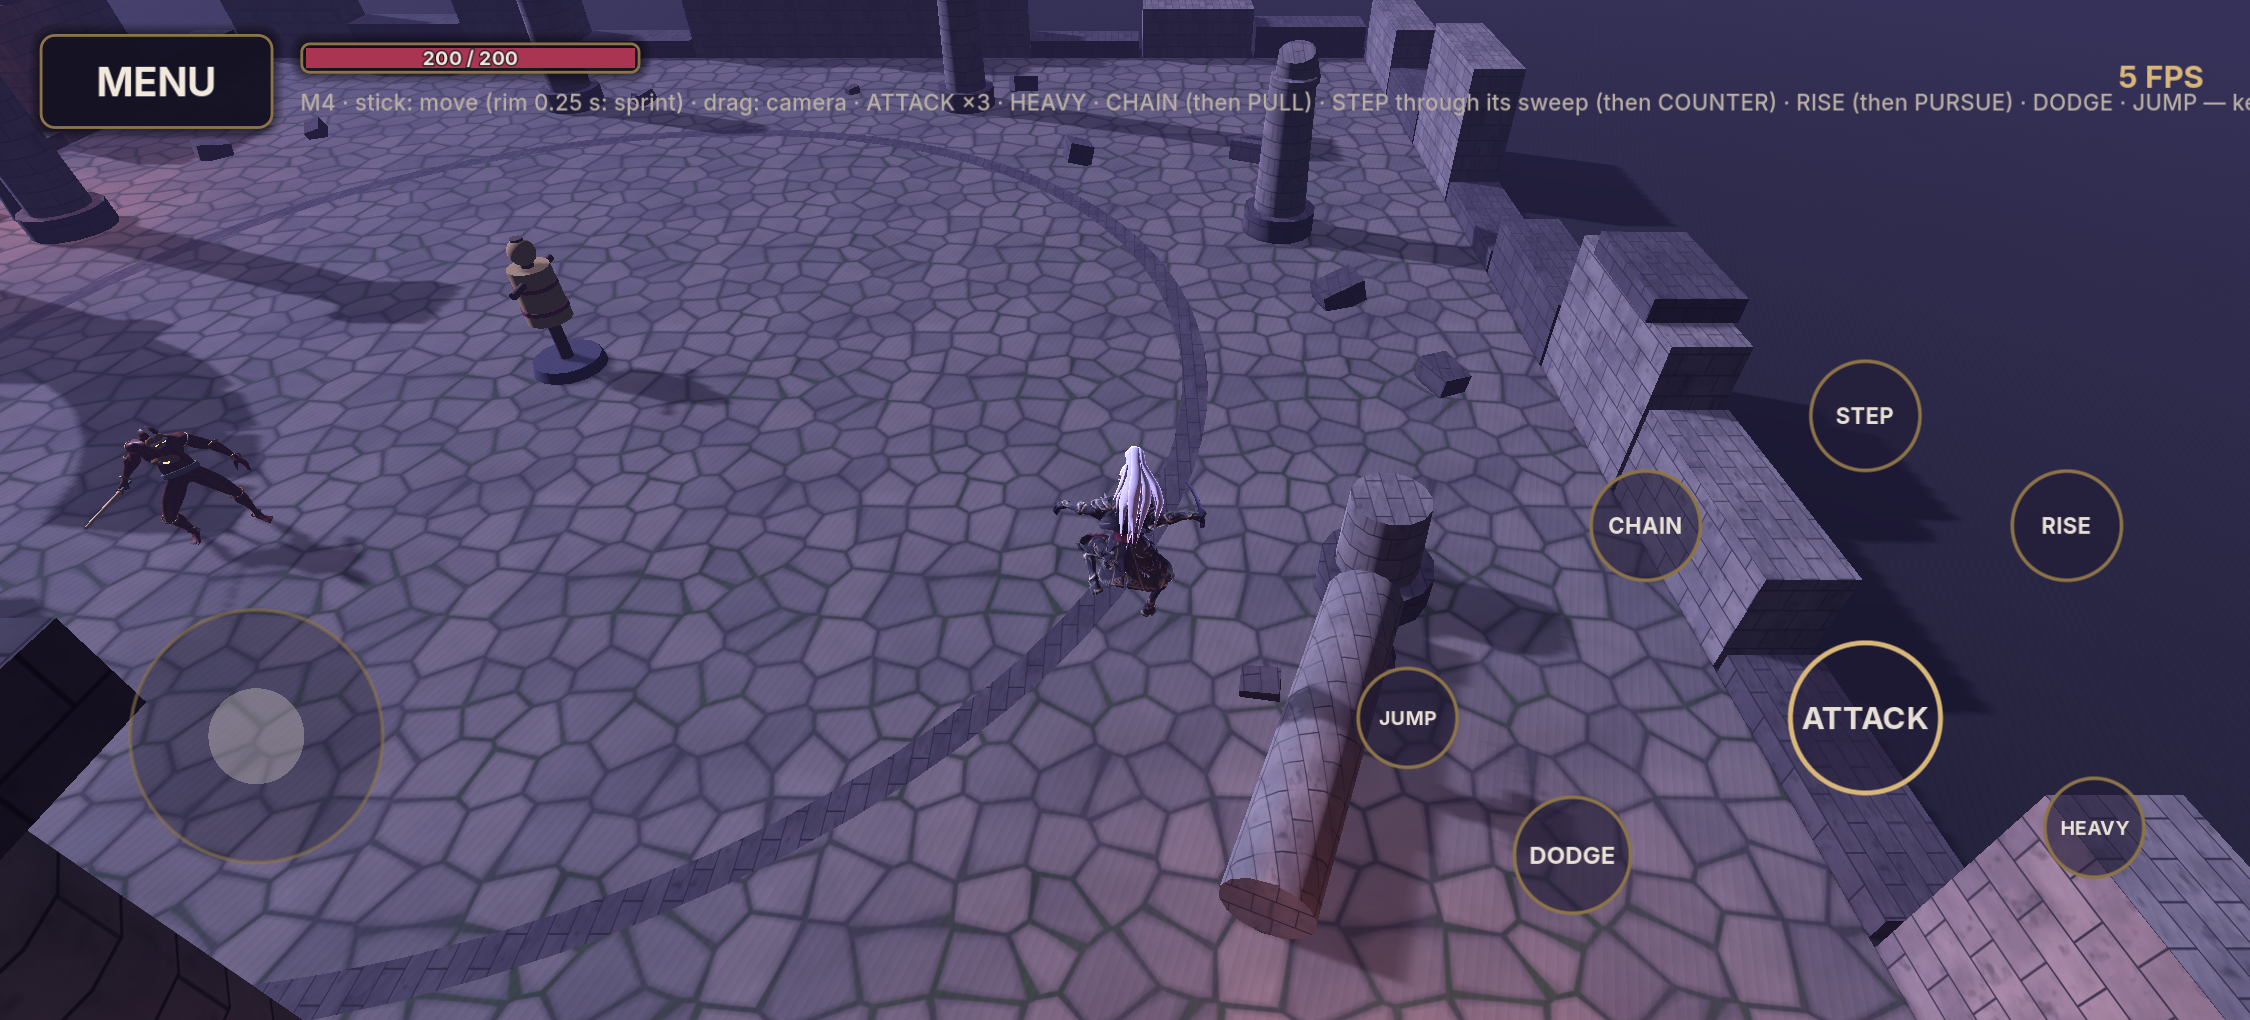 MENU
200 / 200
5 FPS
M4 · stick: move (rim 0.25 s: sprint) · drag: camera · ATTACK ×3 · HEAVY · CHAIN (then PULL) · STEP through its sweep (then COUNTER) · RISE (then PURSUE) · DODGE · JUMP — ke
STEP
CHAIN
RISE
JUMP
ATTACK
DODGE
HEAVY